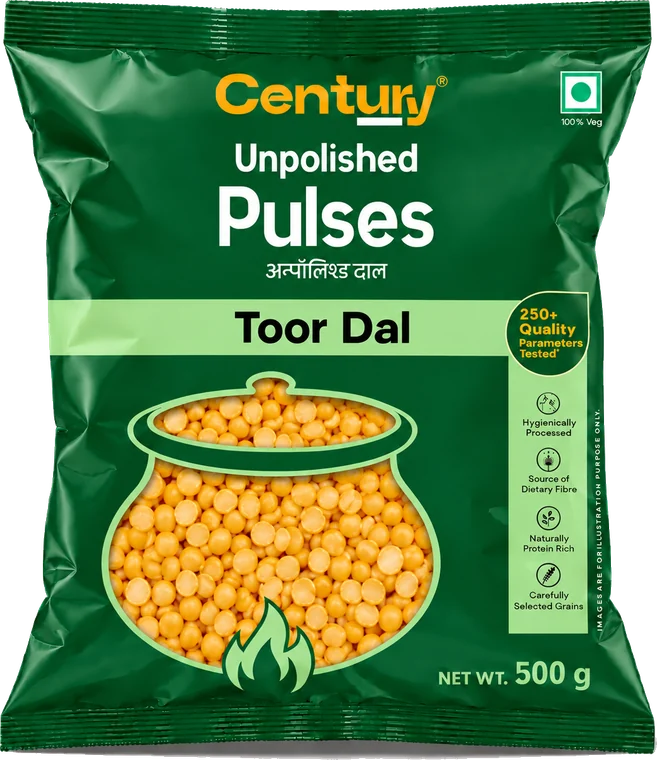 Century®
100% Veg
Unpolished
Pulses
अनपॉलिश्ड दाल
Toor Dal
250+
Quality
Parameters
Tested*
Hygienically
Processed
Source of
Dietary Fibre
Naturally
Protein Rich
Carefully
Selected Grains
IMAGES ARE FOR ILLUSTRATION PURPOSE ONLY.
NET WT. 500 g